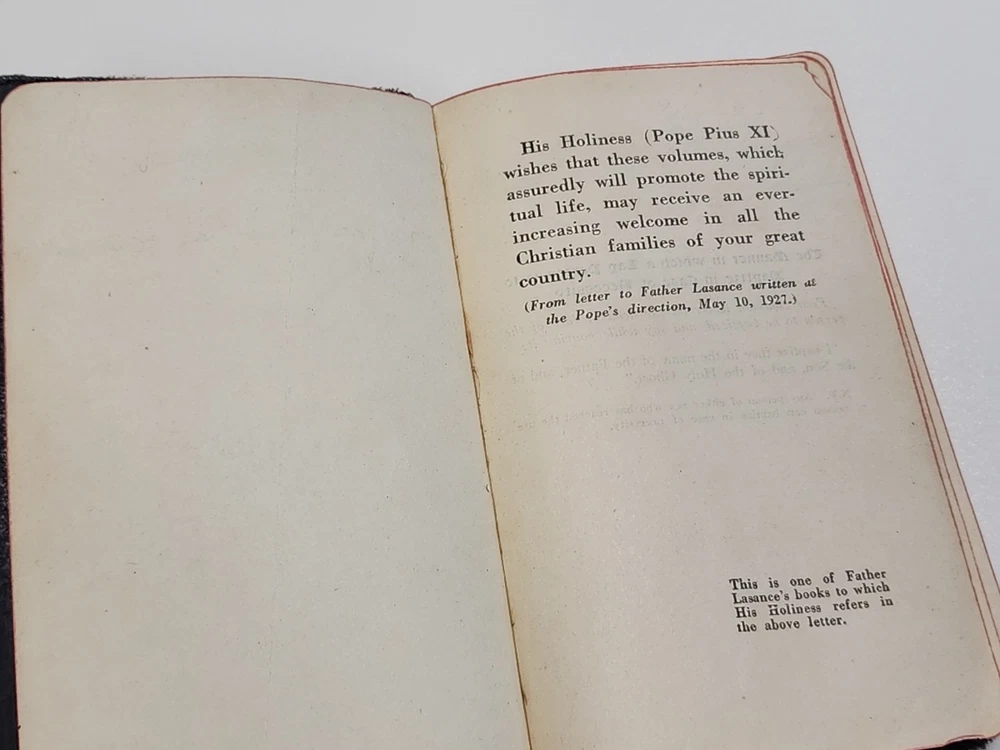 His Holiness (Pope Pius XI)
wishes that these volumes, which
assuredly will promote the spiri-
tual life, may receive an ever-
increasing welcome in all the
Christian families of your great
country.
(From letter to Father Lasance written at
the Pope's direction, May 10, 1927.)
This is one of Father
Lasance's books to which
His Holiness refers in
the above letter.